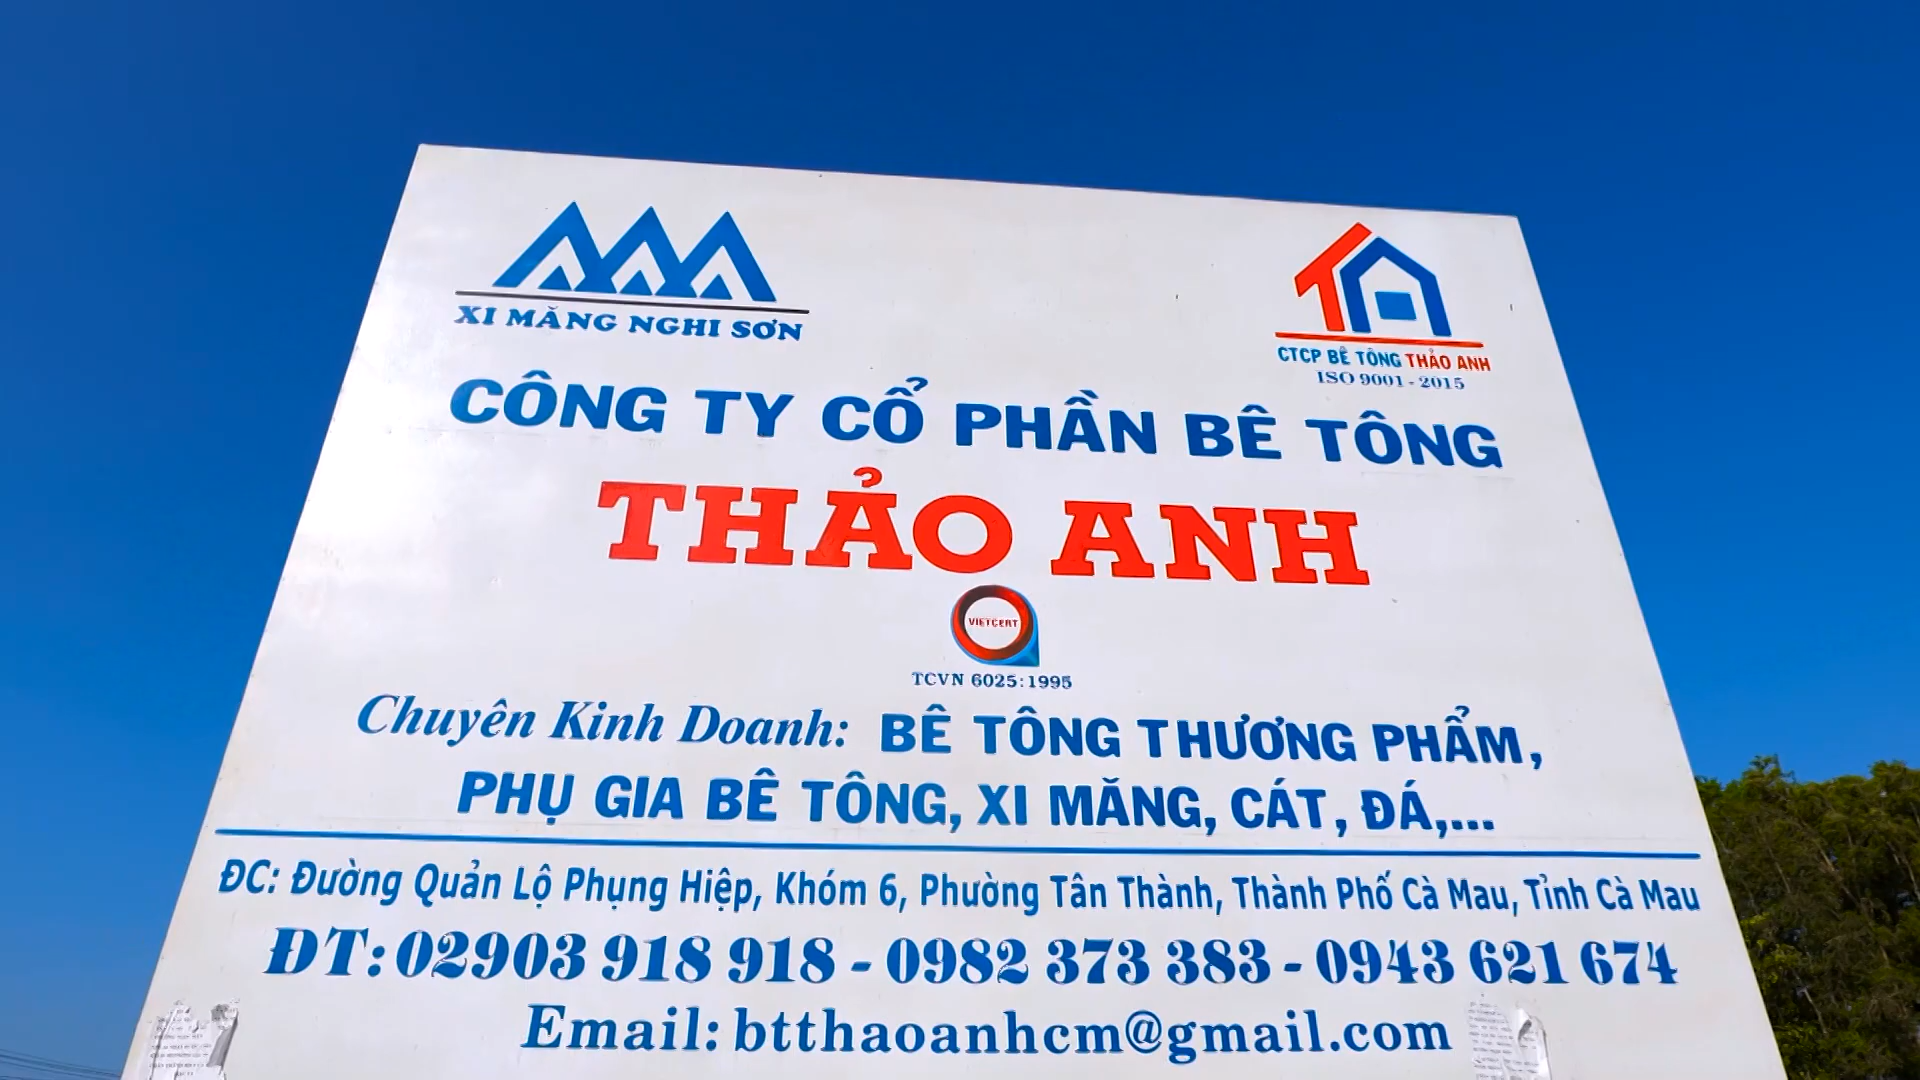 XI MĂNG NGHI SƠN
CTCP BÊ TÔNG THẢO ANH
ISO 9001 - 2015
CÔNG TY CỔ PHẦN BÊ TÔNG
THẢO ANH
VIETCERT
TCVN 6025:1995
Chuyên Kinh Doanh: BÊ TÔNG THƯƠNG PHẨM,
PHỤ GIA BÊ TÔNG, XI MĂNG, CÁT, ĐÁ,...
ĐC: Đường Quản Lộ Phụng Hiệp, Khóm 6, Phường Tân Thành, Thành Phố Cà Mau, Tỉnh Cà Mau
ĐT: 02903 918 918 - 0982 373 383 - 0943 621 674
Email: btthaoanhcm@gmail.com